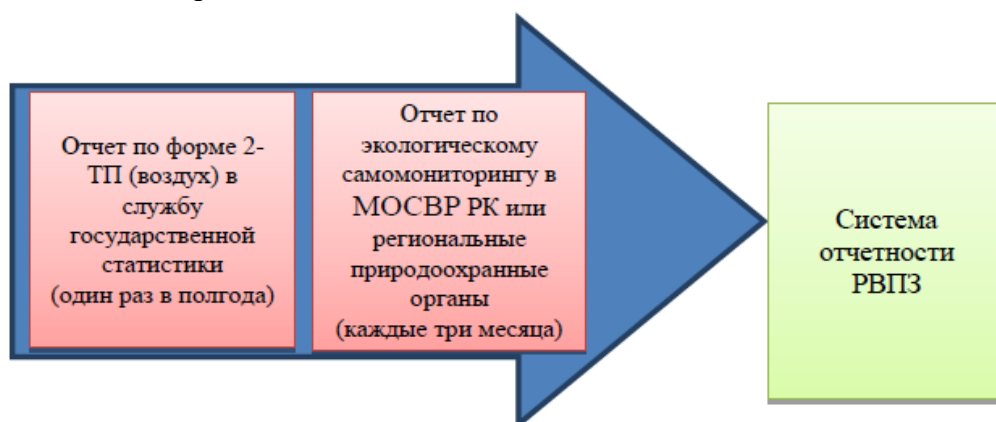 Отчет по форме 2-
ТП (воздух) в
службу
государственной
статистики
(один раз в полгода)
Отчет по
экологическому
самомониторингу в
МОСВР РК или
региональные
природоохранные
органы
(каждые три месяца)
Система
отчетности
РВПЗ